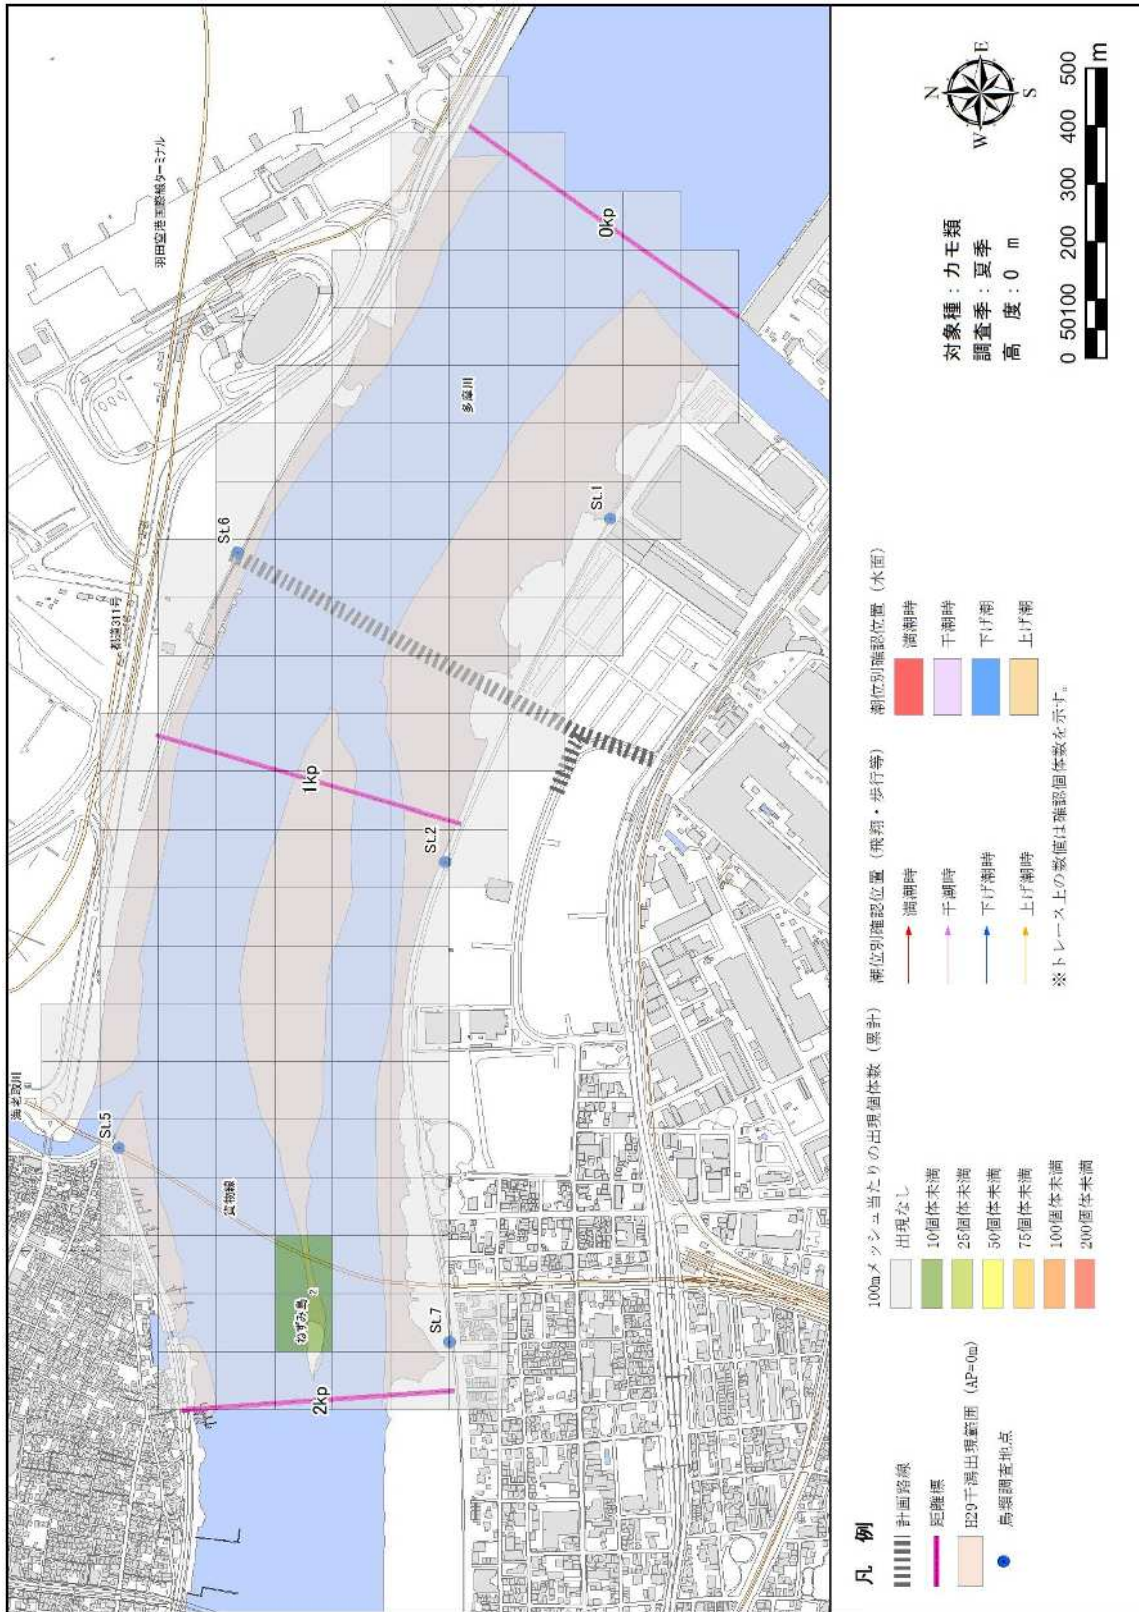 羽田空港国際線ターミナル
海老取川
都道311号
St.5
St.6
貨物線
多摩川
0kp
1kp
2kp
ねずみ島
2
St.7
St.2
St.1
N
W
E
S
対象種：カモ類
調査季：夏季
高　度：0　m
0 50100 200 300 400 500
m
凡　例
計画路線
距離標
H29干潟出現範囲 (AP=0m)
鳥類調査地点
100mメッシュ当たりの出現個体数 (累計)
出現なし
10個体未満
25個体未満
50個体未満
75個体未満
100個体未満
200個体未満
潮位別確認位置 (飛翔・歩行等)
満潮時
干潮時
下げ潮時
上げ潮時
潮位別確認位置 (水面)
満潮時
干潮時
下げ潮
上げ潮
※トレース上の数値は確認個体数を示す。